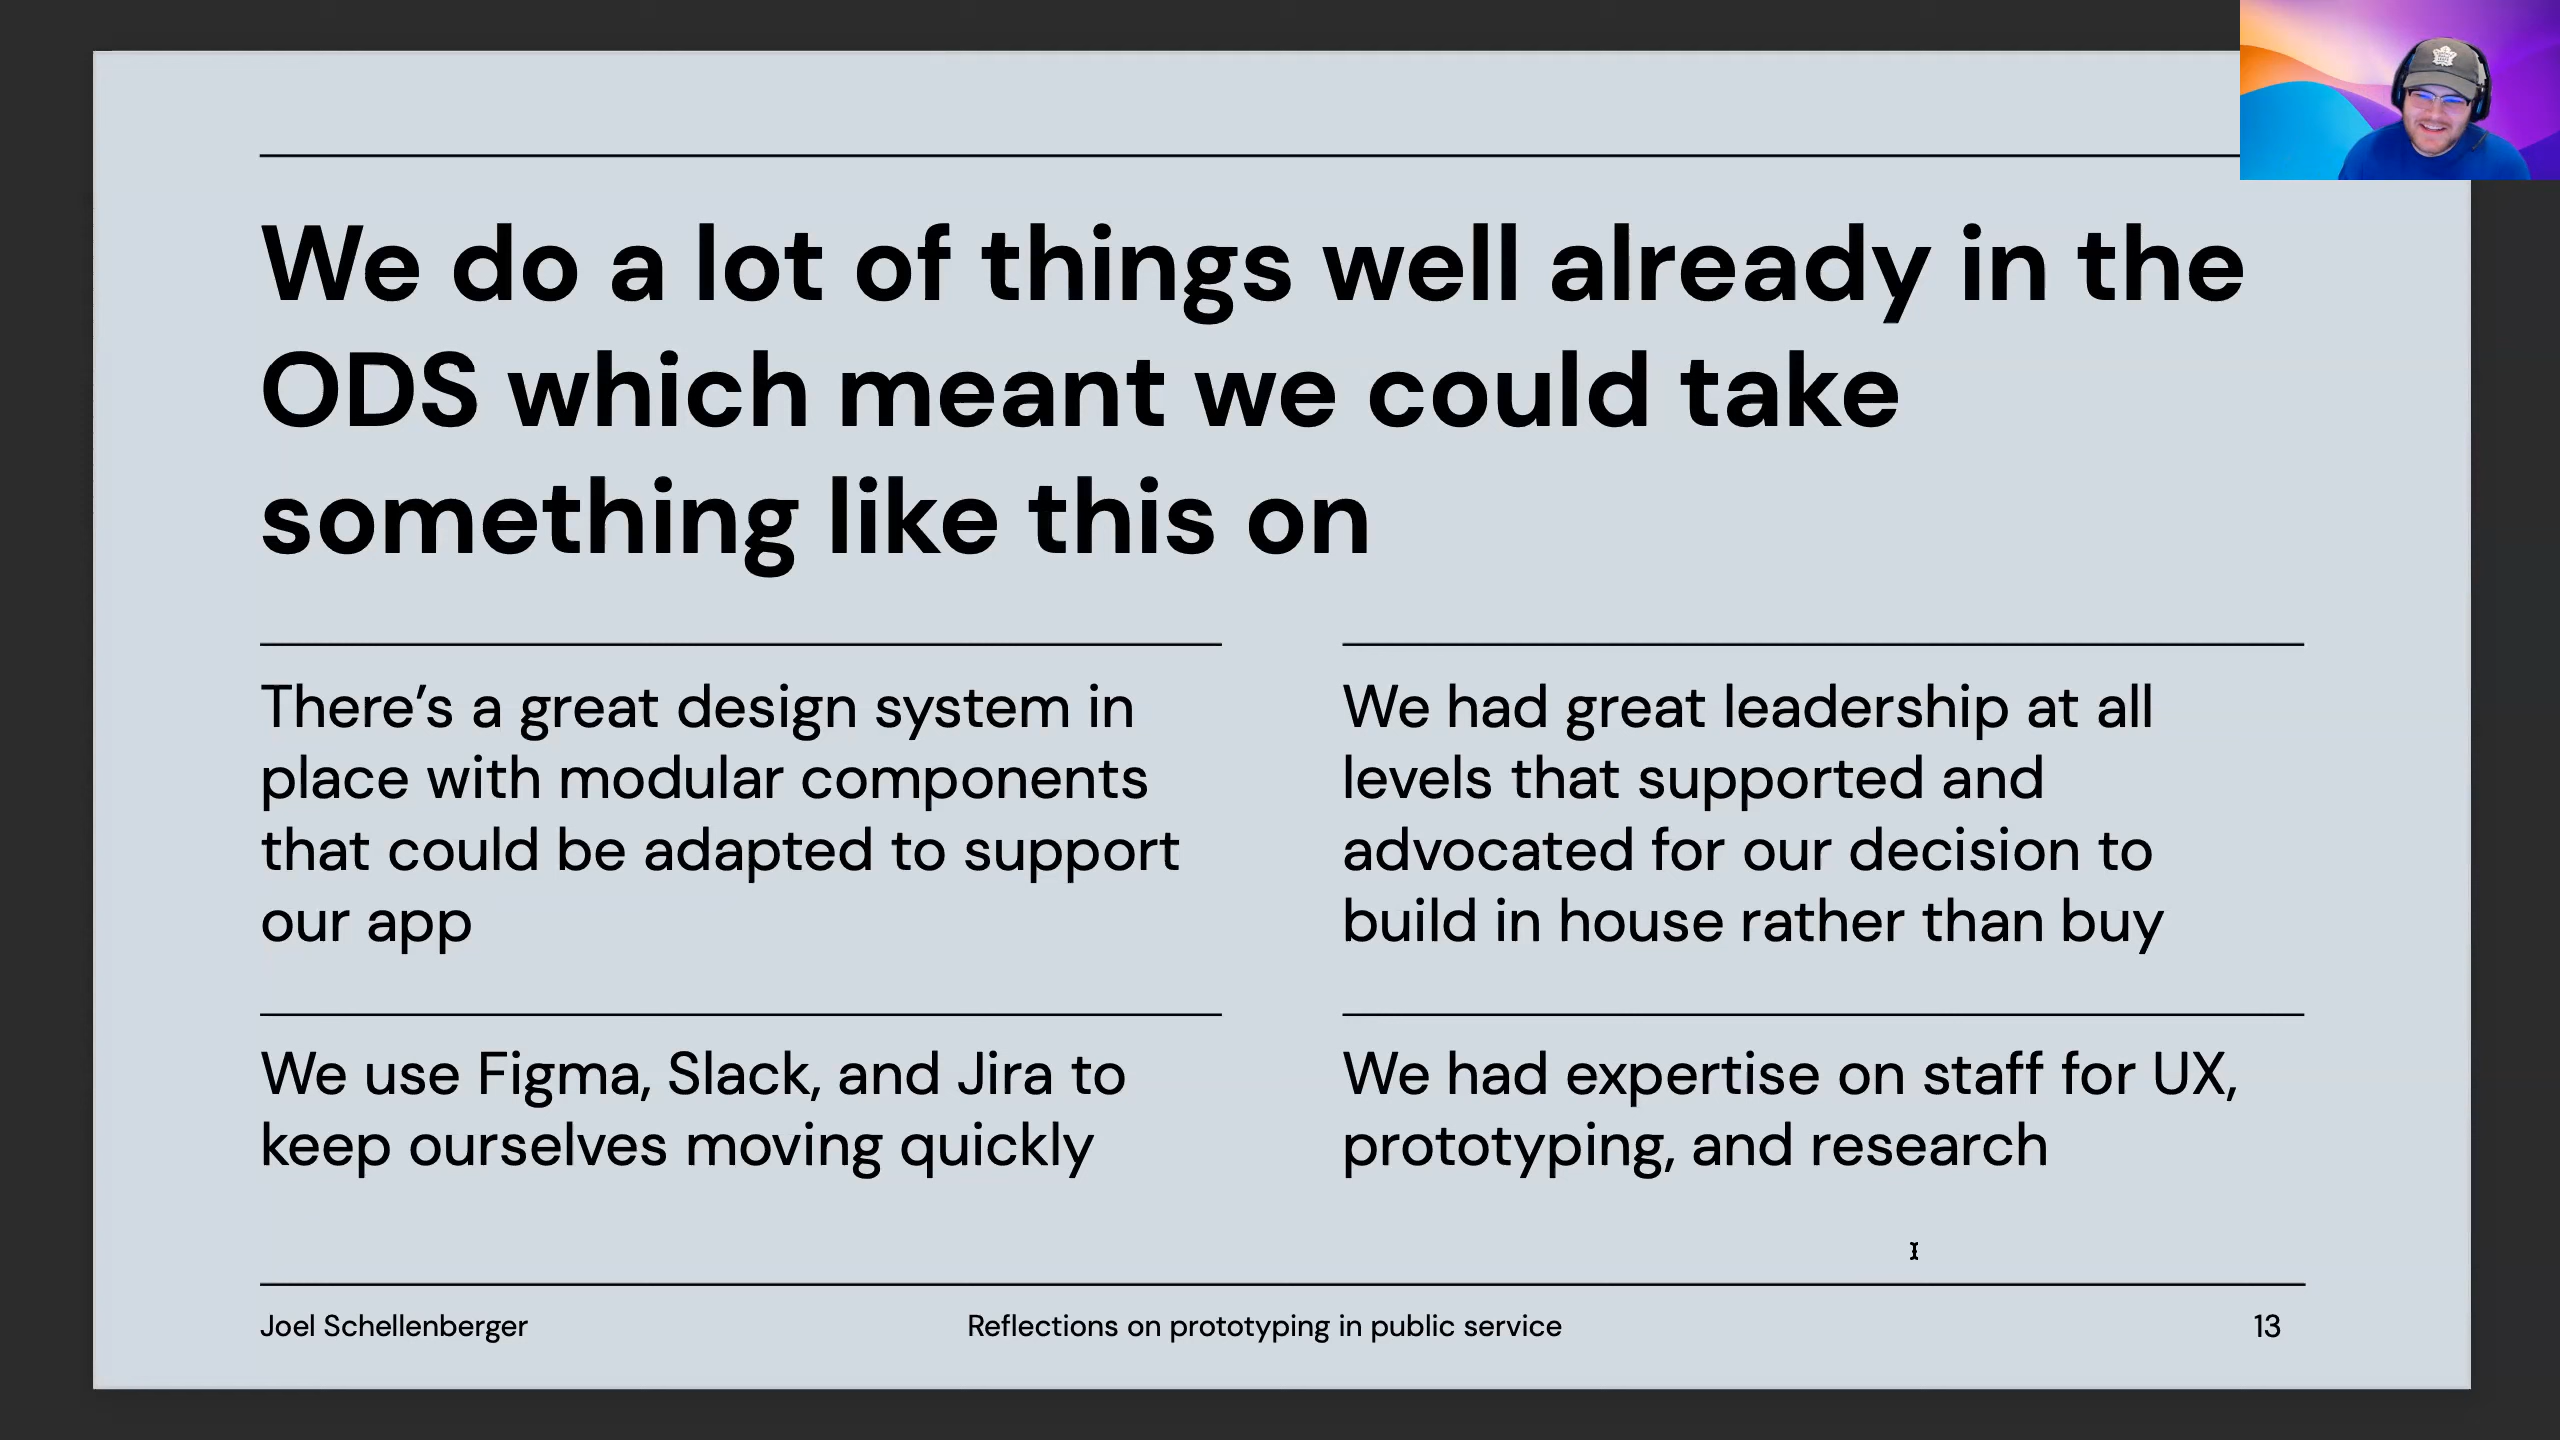 We do a lot of things well already in the
ODS which meant we could take
something like this on
There’s a great design system in
place with modular components
that could be adapted to support
our app
We had great leadership at all
levels that supported and
advocated for our decision to
build in house rather than buy
We use Figma, Slack, and Jira to
keep ourselves moving quickly
We had expertise on staff for UX,
prototyping, and research
Joel Schellenberger
Reflections on prototyping in public service
13